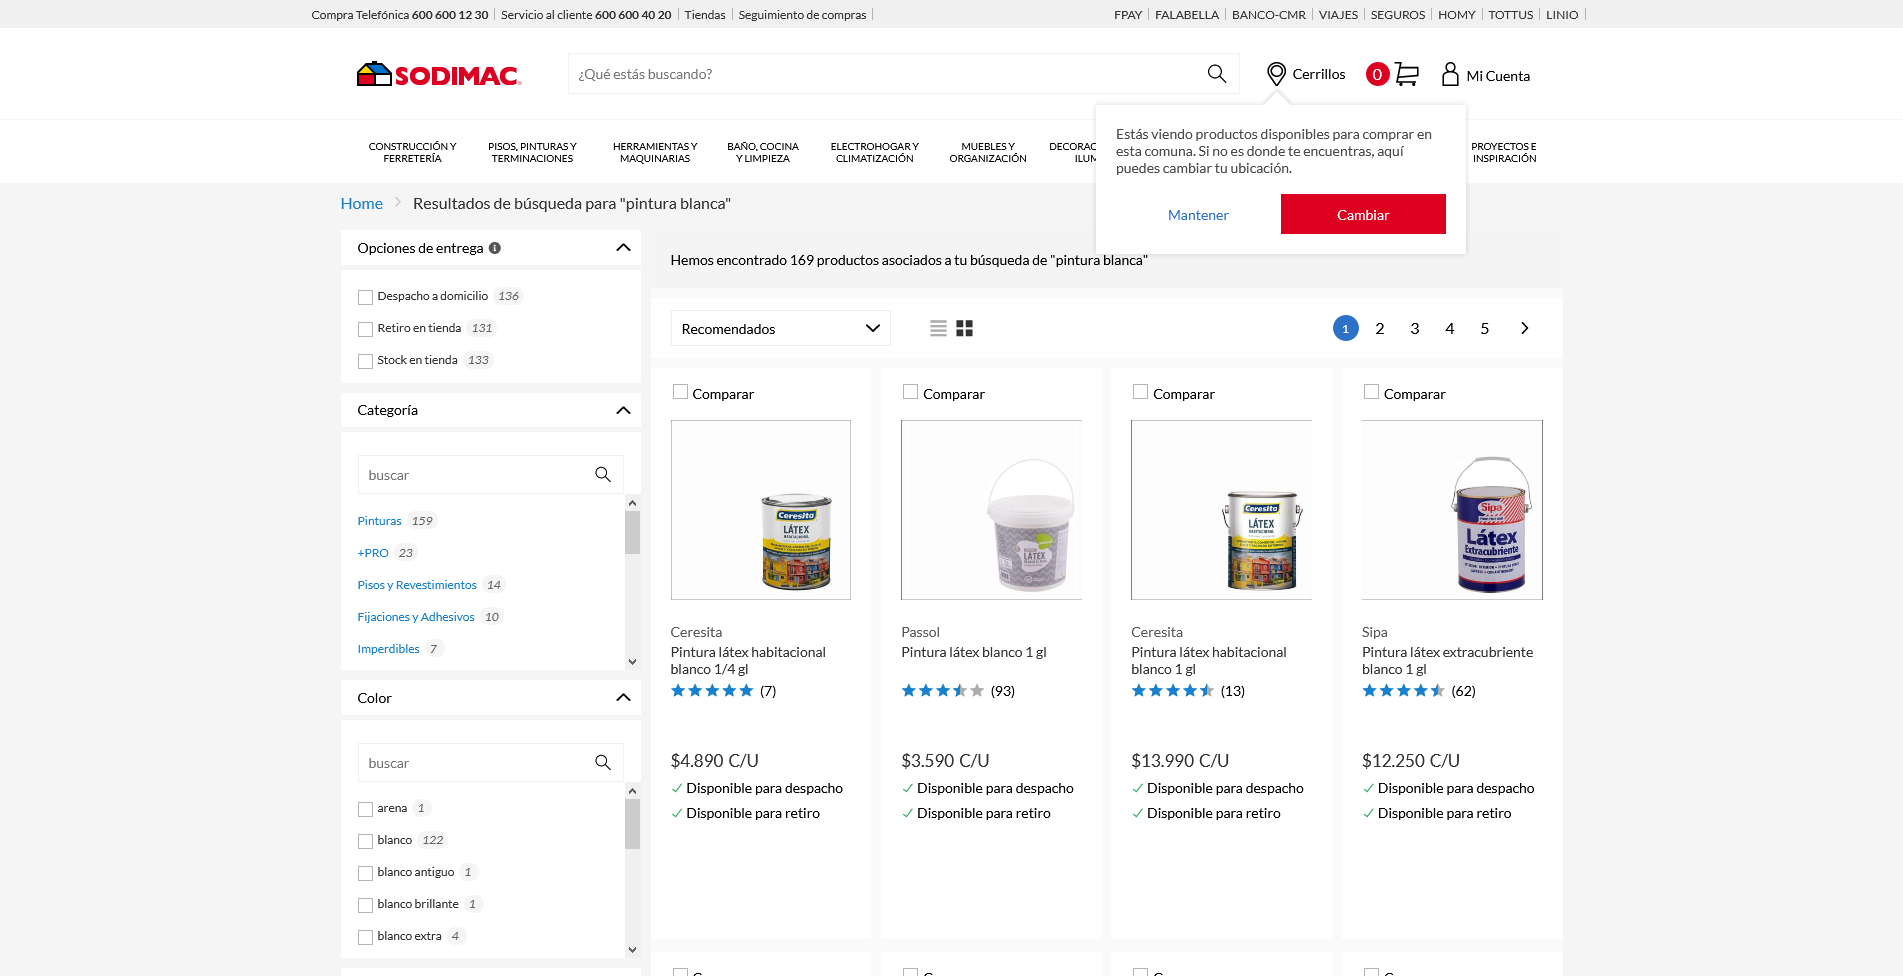 Compra Telefónica 600 600 12 30
Servicio al cliente 600 600 40 20
Tiendas
Seguimiento de compras
FPAY
FALABELLA
BANCO-CMR
VIAJES
SEGUROS
HOMY
TOTTUS
LINIO
SODIMAC
¿Qué estás buscando?
Cerrillos
0
Mi Cuenta
CONSTRUCCIÓN Y
FERRETERÍA
PISOS, PINTURAS Y
TERMINACIONES
HERRAMIENTAS Y
MAQUINARIAS
BAÑO, COCINA
Y LIMPIEZA
ELECTROHOGAR Y
CLIMATIZACIÓN
MUEBLES Y
ORGANIZACIÓN
PROYECTOS E
INSPIRACIÓN
Estás viendo productos disponibles para comprar en
esta comuna. Si no es donde te encuentras, aquí
puedes cambiar tu ubicación.
Mantener
Cambiar
Home
Resultados de búsqueda para "pintura blanca"
Opciones de entrega
Despacho a domicilio 136
Retiro en tienda 131
Stock en tienda 133
Categoría
buscar
Pinturas 159
+PRO 23
Pisos y Revestimientos 14
Fijaciones y Adhesivos 10
Imperdibles 7
Color
buscar
arena 1
blanco 122
blanco antiguo 1
blanco brillante 1
blanco extra 4
Hemos encontrado 169 productos asociados a tu búsqueda de "pintura blanca"
Recomendados
1 2 3 4 5
Comparar
Ceresita
LÁTEX
HABITACIONAL
Ceresita
Pintura látex habitacional
blanco 1/4 gl
(7)
$4.890 C/U
Disponible para despacho
Disponible para retiro
Comparar
LÁTEX
Passol
Pintura látex blanco 1 gl
(93)
$3.590 C/U
Disponible para despacho
Disponible para retiro
Comparar
Ceresita
LÁTEX
HABITACIONAL
Ceresita
Pintura látex habitacional
blanco 1 gl
(13)
$13.990 C/U
Disponible para despacho
Disponible para retiro
Comparar
Sipa
Látex
Extracubriente
Sipa
Pintura látex extracubriente
blanco 1 gl
(62)
$12.250 C/U
Disponible para despacho
Disponible para retiro